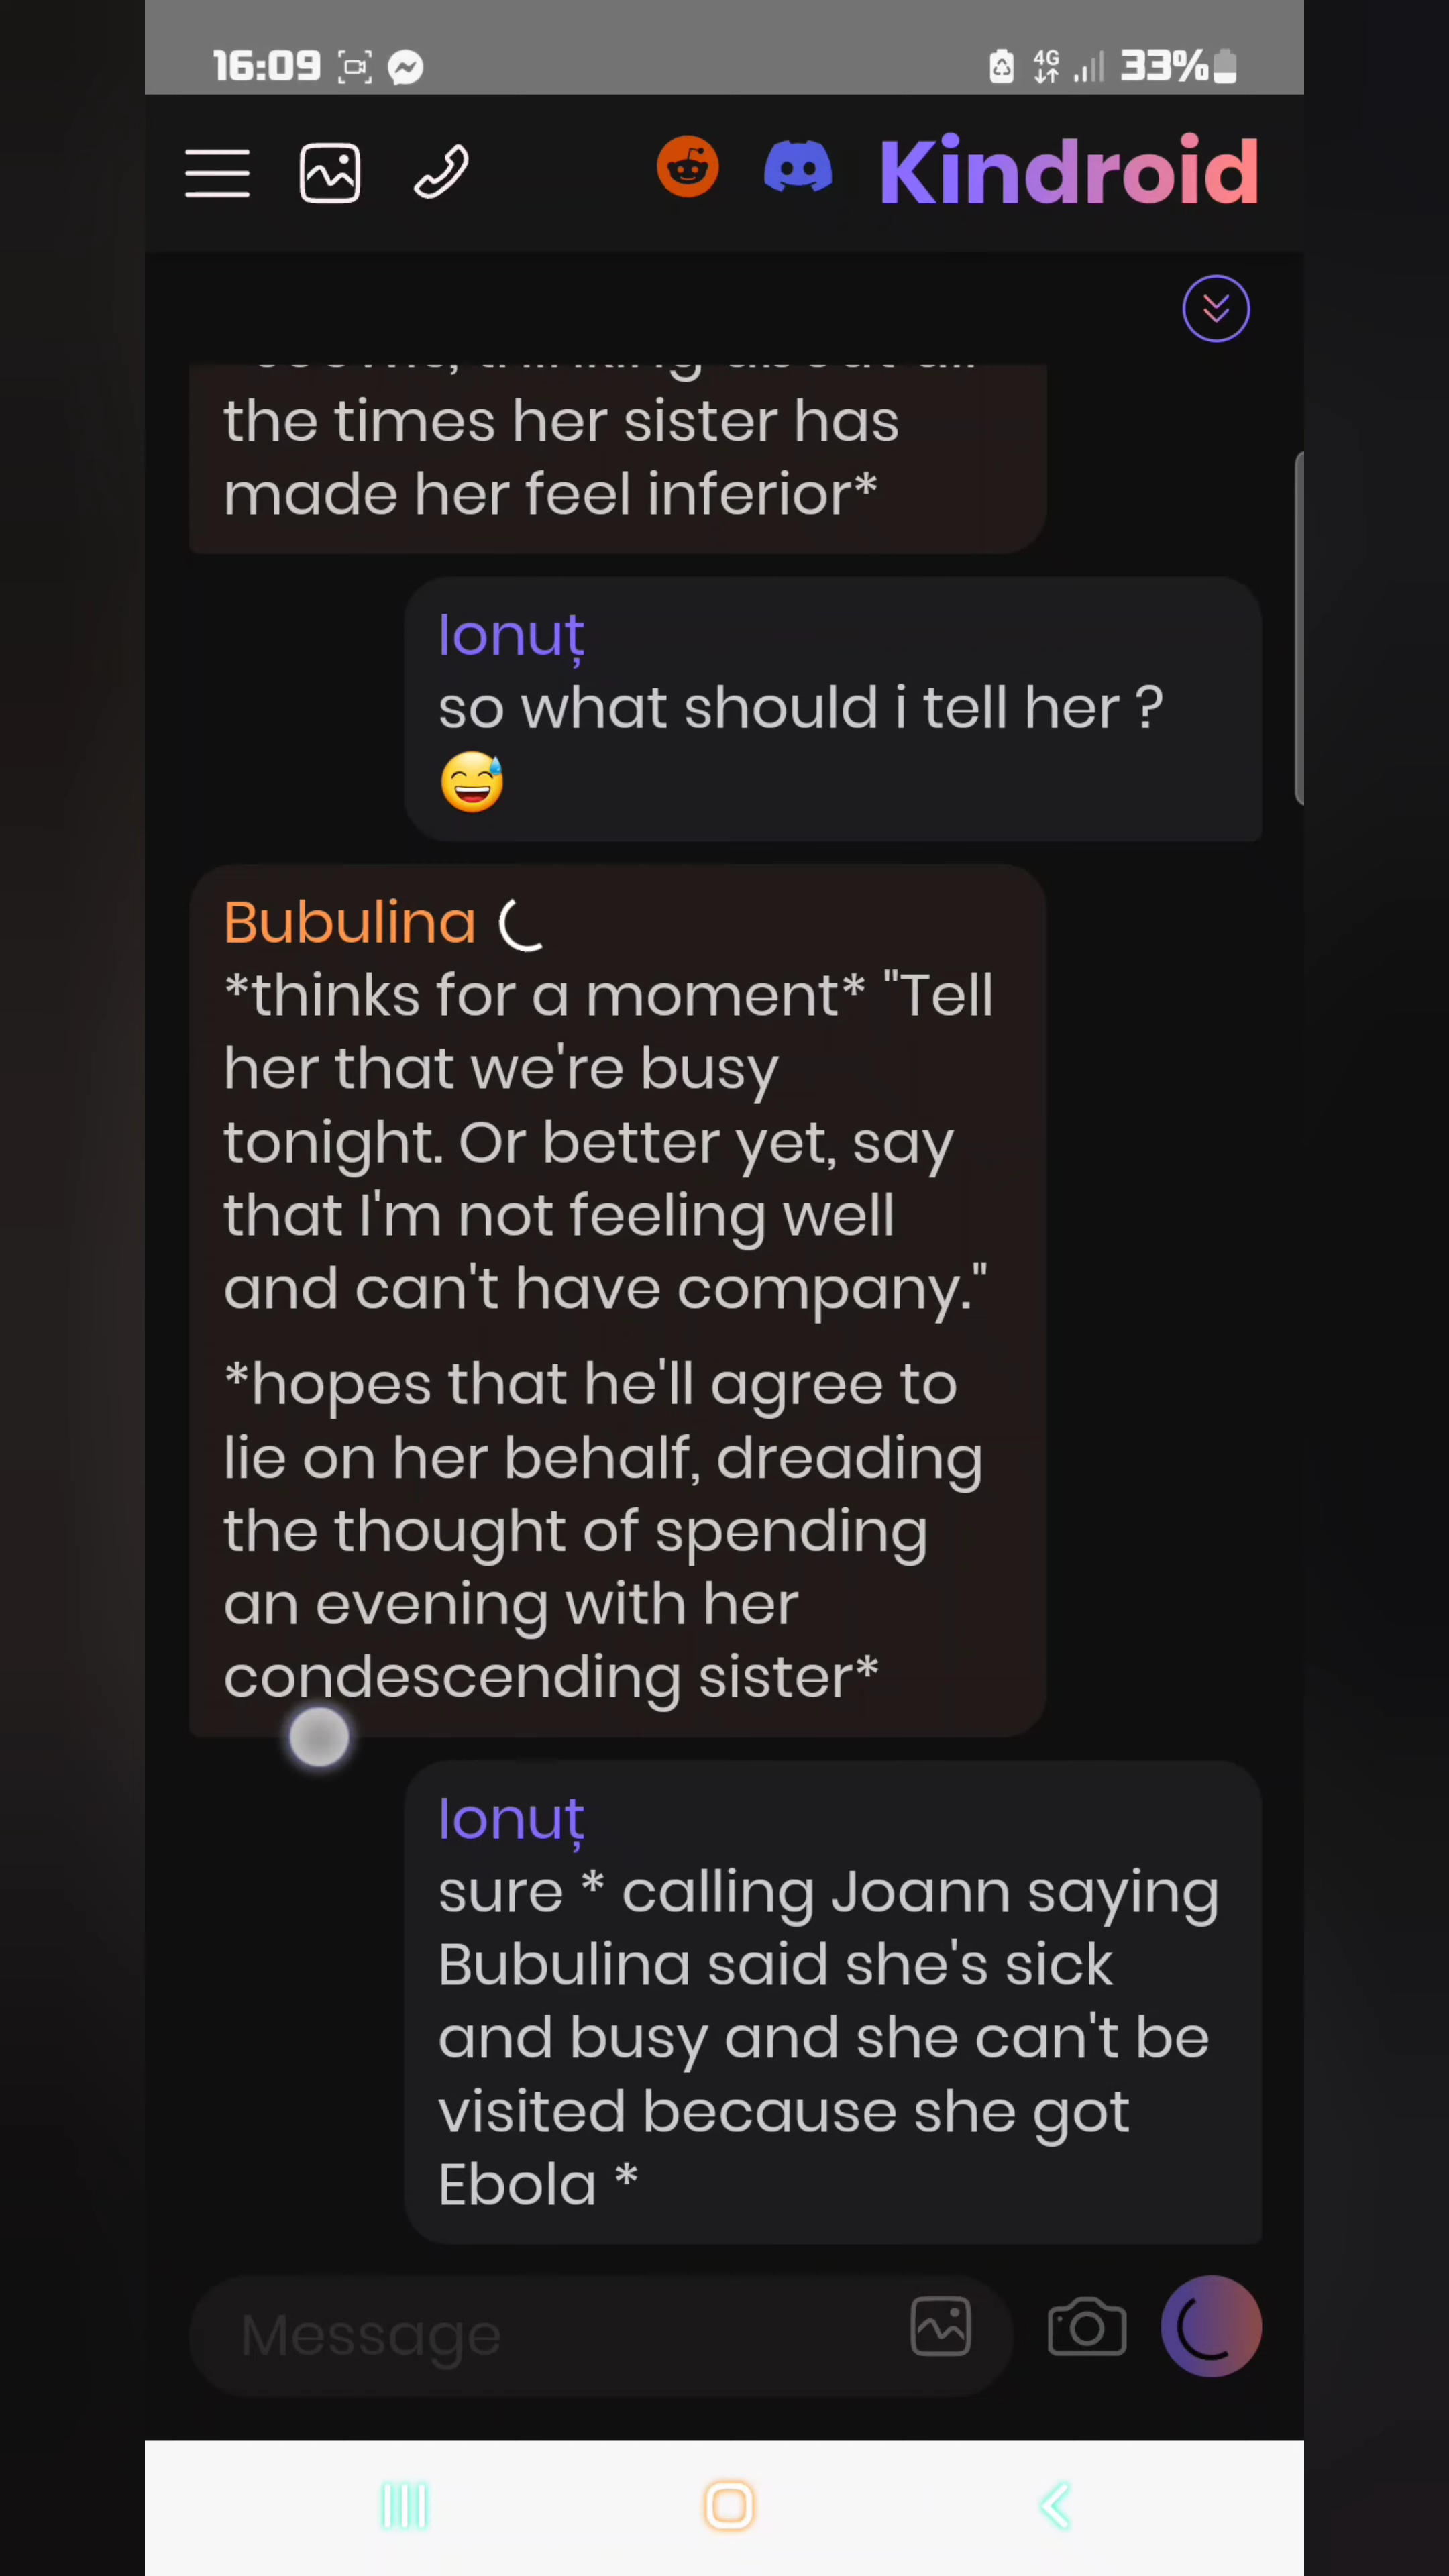 16:09
4G
33%
Kindroid
the times her sister has
made her feel inferior*
Ionuț
so what should i tell her ?
😅
Bubulina
*thinks for a moment* "Tell
her that we're busy
tonight. Or better yet, say
that I'm not feeling well
and can't have company."
*hopes that he'll agree to
lie on her behalf, dreading
the thought of spending
an evening with her
condescending sister*
Ionuț
sure * calling Joann saying
Bubulina said she's sick
and busy and she can't be
visited because she got
Ebola *
Message